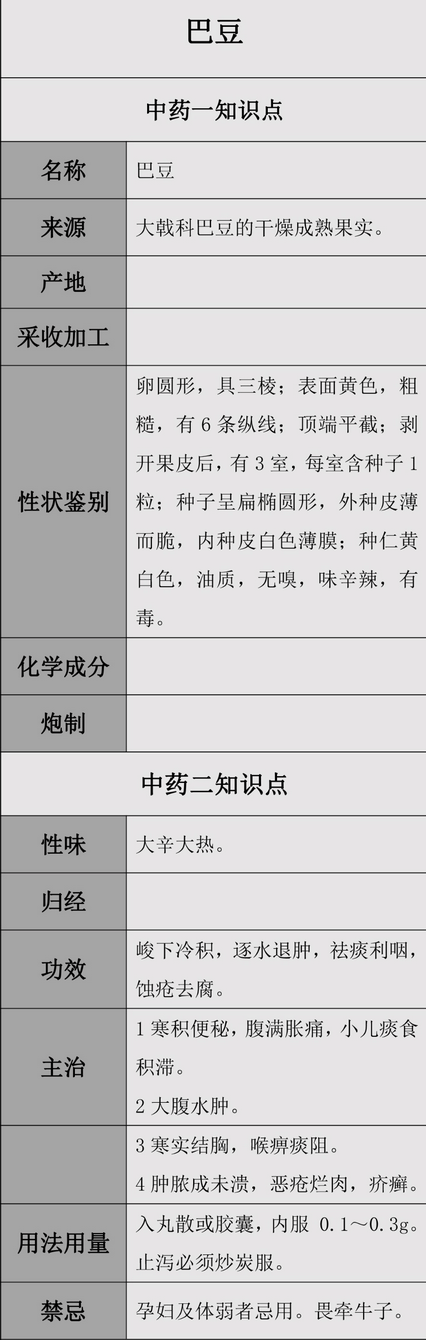 巴豆
中药一知识点
名称
巴豆
来源
大戟科巴豆的干燥成熟果实。
产地
采收加工
性状鉴别
卵圆形，具三棱；表面黄色，粗
糙，有 6 条纵线；顶端平截；剥
开果皮后，有 3 室，每室含种子 1
粒；种子呈扁椭圆形，外种皮薄
而脆，内种皮白色薄膜；种仁黄
白色，油质，无嗅，味辛辣，有
毒。
化学成分
炮制
中药二知识点
性味
大辛大热。
归经
功效
峻下冷积，逐水退肿，祛痰利咽，
蚀疮去腐。
主治
1 寒积便秘，腹满胀痛，小儿痰食
积滞。
2 大腹水肿。
3 寒实结胸，喉痹痰阻。
4 肿脓成未溃，恶疮烂肉，疥癣。
用法用量
入丸散或胶囊，内服 0.1～0.3g。
止泻必须炒炭服。
禁忌
孕妇及体弱者忌用。畏牵牛子。